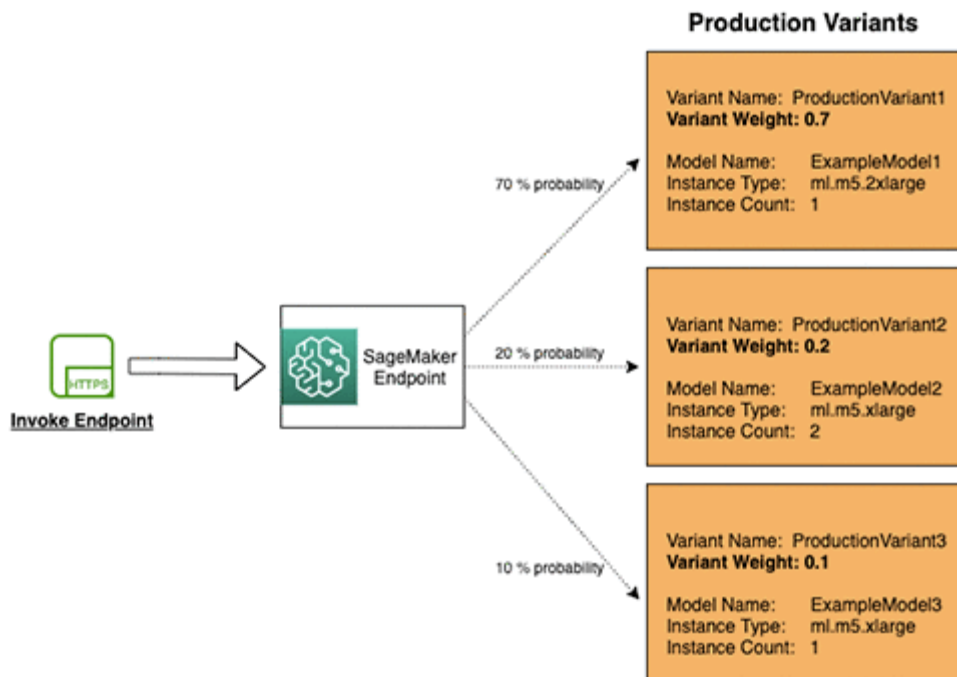 Production Variants
Variant Name: ProductionVariant1
Variant Weight: 0.7
Model Name: ExampleModel1
Instance Type: ml.m5.2xlarge
Instance Count: 1
70 % probability
Variant Name: ProductionVariant2
Variant Weight: 0.2
Model Name: ExampleModel2
Instance Type: ml.m5.xlarge
Instance Count: 2
20 % probability
SageMaker
Endpoint
HTTPS
Invoke Endpoint
Variant Name: ProductionVariant3
Variant Weight: 0.1
Model Name: ExampleModel3
Instance Type: ml.m5.xlarge
Instance Count: 1
10 % probability